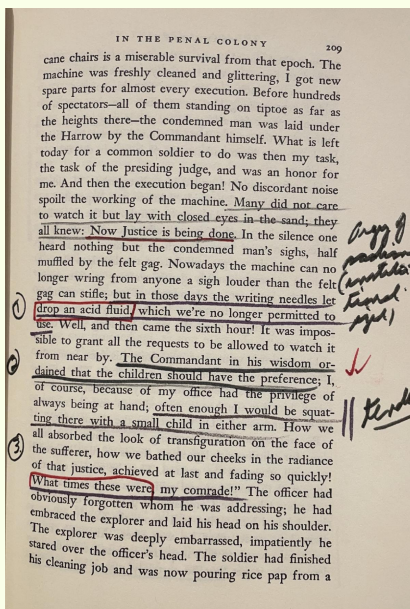 IN THE PENAL COLONY 209
cane chairs is a miserable survival from that epoch. The
machine was freshly cleaned and glittering, I got new
spare parts for almost every execution. Before hundreds
of spectators—all of them standing on tiptoe as far as
the heights there—the condemned man was laid under
the Harrow by the Commandant himself. What is left
today for a common soldier to do was then my task,
the task of the presiding judge, and was an honor for
me. And then the execution began! No discordant noise
spoilt the working of the machine. Many did not care
to watch it but lay with closed eyes in the sand; they
all knew: Now Justice is being done. In the silence one
heard nothing but the condemned man's sighs, half
muffled by the felt gag. Nowadays the machine can no
longer wring from anyone a sigh louder than the felt
gag can stifle; but in those days the writing needles let
1 drop an acid fluid, which we're no longer permitted to
use. Well, and then came the sixth hour! It was impos-
sible to grant all the requests to be allowed to watch it
from near by. The Commandant in his wisdom or-
2 dained that the children should have the preference; I,
of course, because of my office had the privilege of
always being at hand; often enough I would be squat-
ting there with a small child in either arm. How we
3. all absorbed the look of transfiguration on the face of
the sufferer, how we bathed our cheeks in the radiance
of that justice, achieved at last and fading so quickly!
What times these were, my comrade!" The officer had
obviously forgotten whom he was addressing; he had
embraced the explorer and laid his head on his shoulder.
The explorer was deeply embarrassed, impatiently he
stared over the officer's head. The soldier had finished
his cleaning job and was now pouring rice pap from a